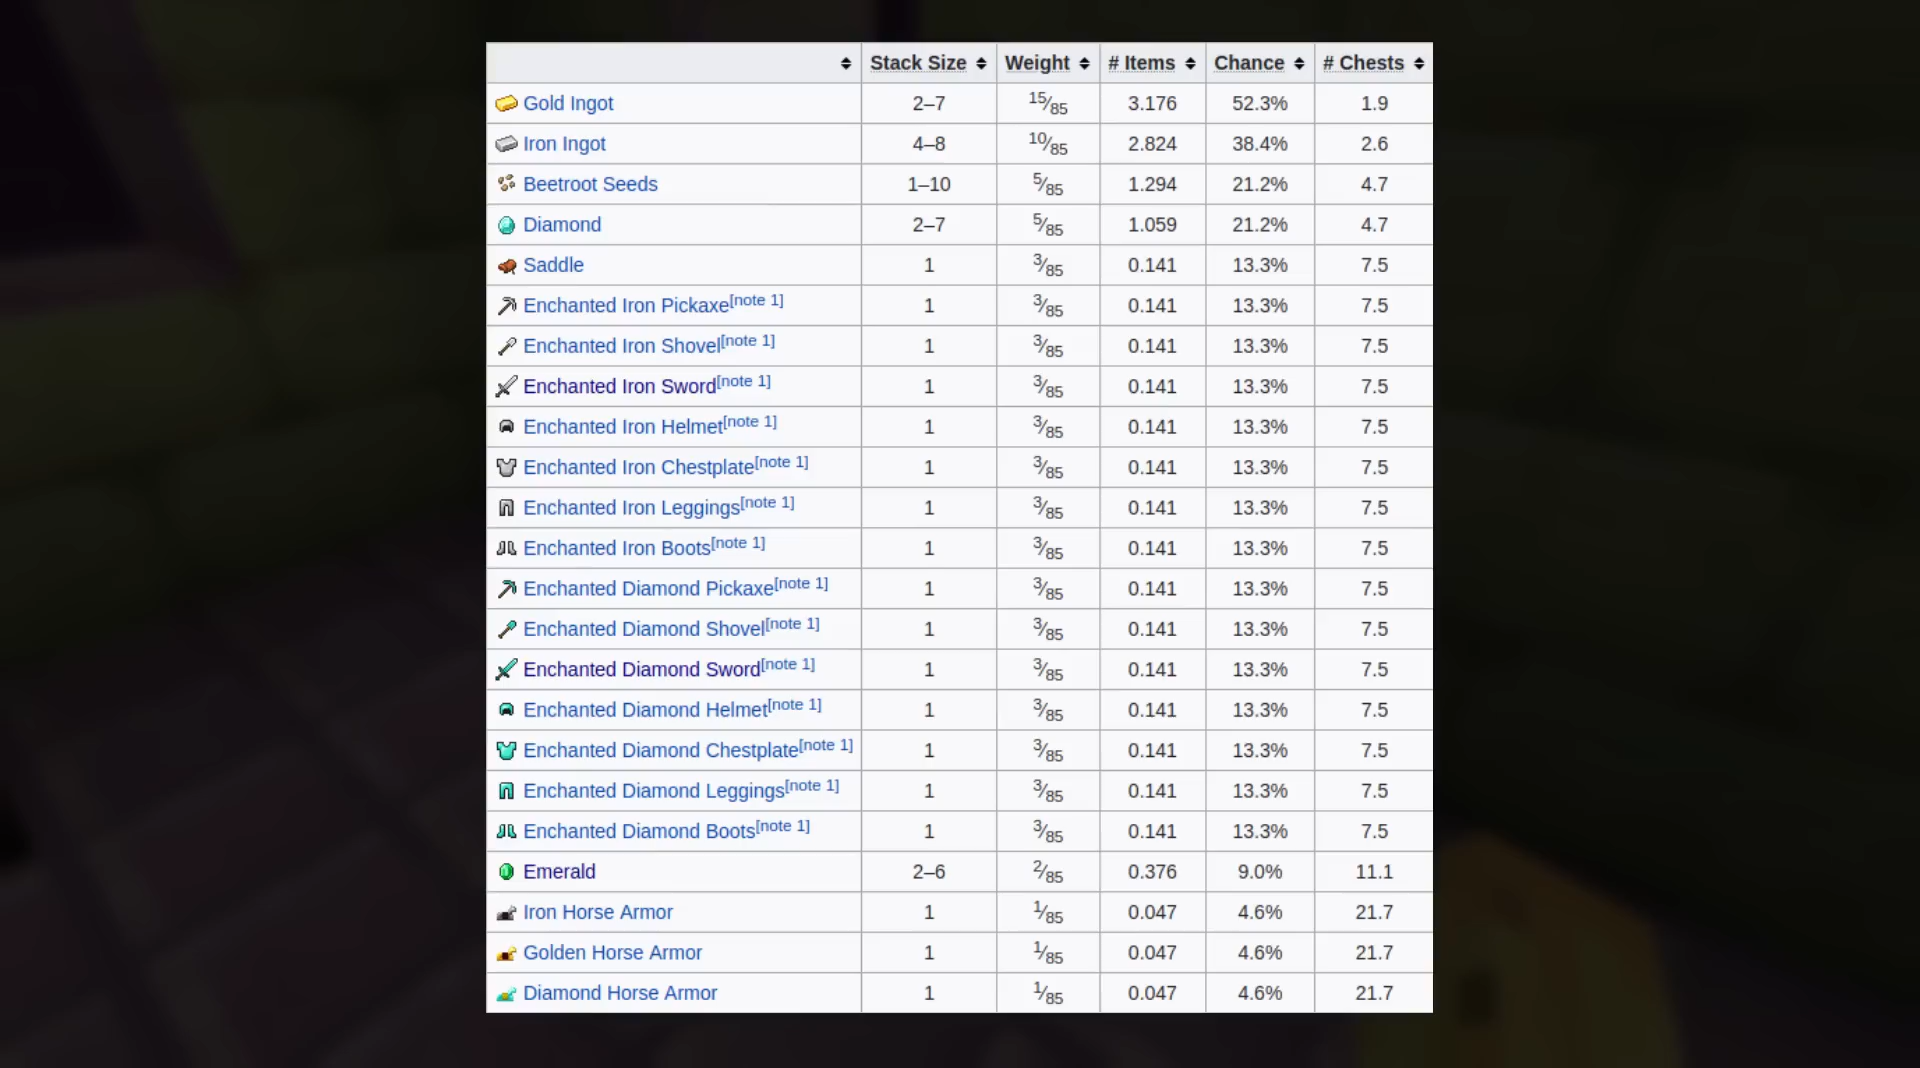 Stack Size Weight # Items Chance # Chests
Gold Ingot 2–7 15/85 3.176 52.3% 1.9
Iron Ingot 4–8 10/85 2.824 38.4% 2.6
Beetroot Seeds 1–10 5/85 1.294 21.2% 4.7
Diamond 2–7 5/85 1.059 21.2% 4.7
Saddle 1 3/85 0.141 13.3% 7.5
Enchanted Iron Pickaxe[note 1] 1 3/85 0.141 13.3% 7.5
Enchanted Iron Shovel[note 1] 1 3/85 0.141 13.3% 7.5
Enchanted Iron Sword[note 1] 1 3/85 0.141 13.3% 7.5
Enchanted Iron Helmet[note 1] 1 3/85 0.141 13.3% 7.5
Enchanted Iron Chestplate[note 1] 1 3/85 0.141 13.3% 7.5
Enchanted Iron Leggings[note 1] 1 3/85 0.141 13.3% 7.5
Enchanted Iron Boots[note 1] 1 3/85 0.141 13.3% 7.5
Enchanted Diamond Pickaxe[note 1] 1 3/85 0.141 13.3% 7.5
Enchanted Diamond Shovel[note 1] 1 3/85 0.141 13.3% 7.5
Enchanted Diamond Sword[note 1] 1 3/85 0.141 13.3% 7.5
Enchanted Diamond Helmet[note 1] 1 3/85 0.141 13.3% 7.5
Enchanted Diamond Chestplate[note 1] 1 3/85 0.141 13.3% 7.5
Enchanted Diamond Leggings[note 1] 1 3/85 0.141 13.3% 7.5
Enchanted Diamond Boots[note 1] 1 3/85 0.141 13.3% 7.5
Emerald 2–6 2/85 0.376 9.0% 11.1
Iron Horse Armor 1 1/85 0.047 4.6% 21.7
Golden Horse Armor 1 1/85 0.047 4.6% 21.7
Diamond Horse Armor 1 1/85 0.047 4.6% 21.7